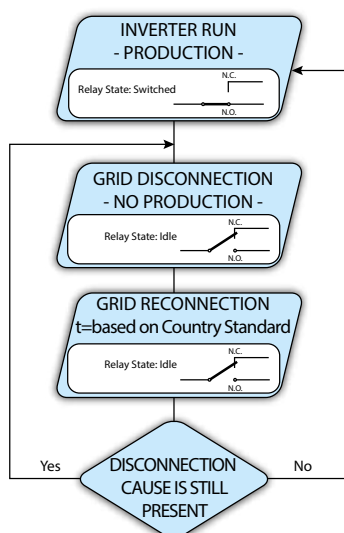 INVERTER RUN
- PRODUCTION -
N.C.
Relay State: Switched
N.O.
GRID DISCONNECTION
- NO PRODUCTION -
N.C.
Relay State: Idle
N.O.
GRID RECONNECTION
t=based on Country Standard
N.C.
Relay State: Idle
N.O.
Yes
No
DISCONNECTION
CAUSE IS STILL
PRESENT